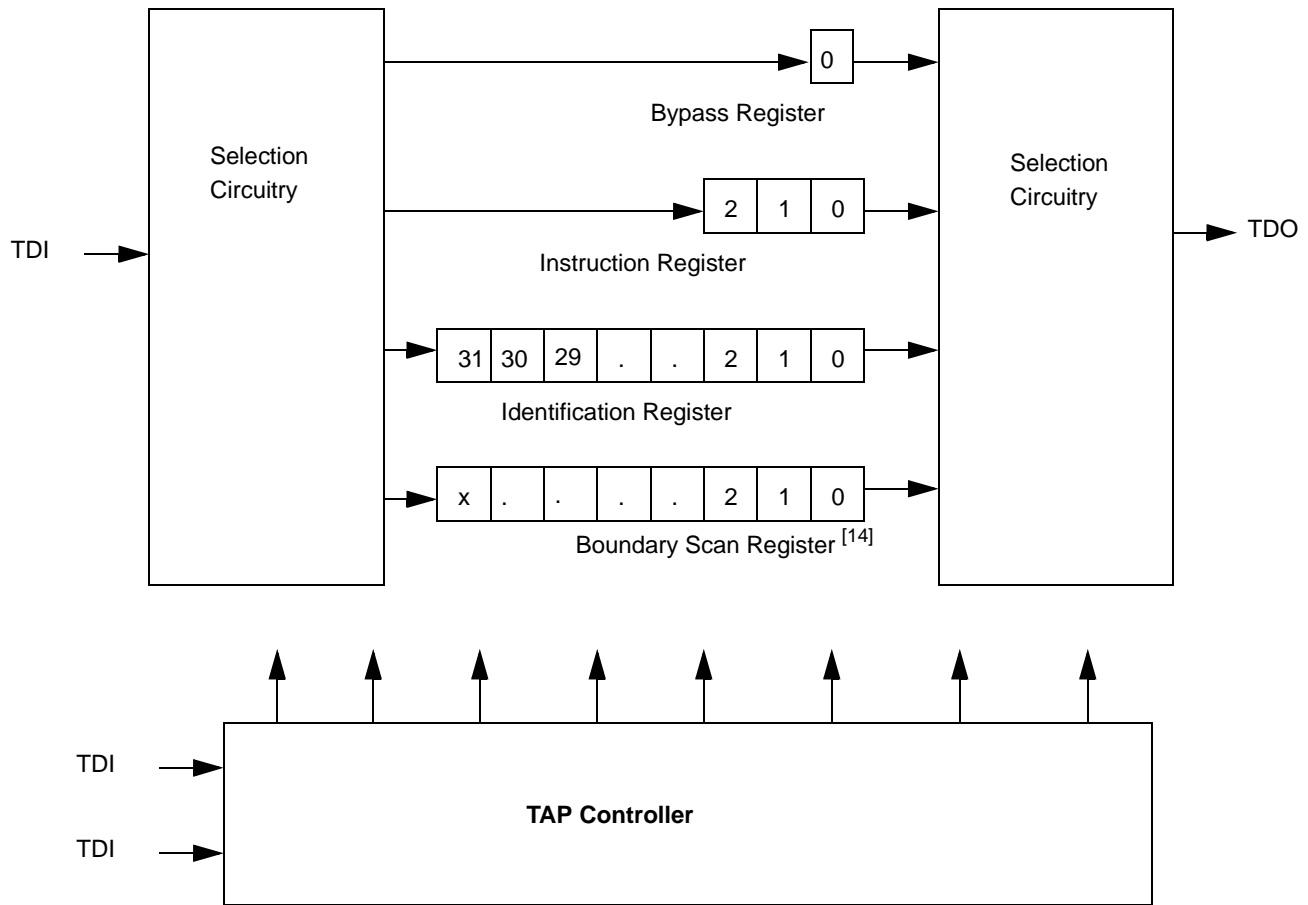 0
Bypass Register
Selection
Circuitry
Selection
Circuitry
2 1 0
TDI
TDO
Instruction Register
31 30 29 . . 2 1 0
Identification Register
x . . . . 2 1 0
Boundary Scan Register [14]
TDI
TAP Controller
TDI